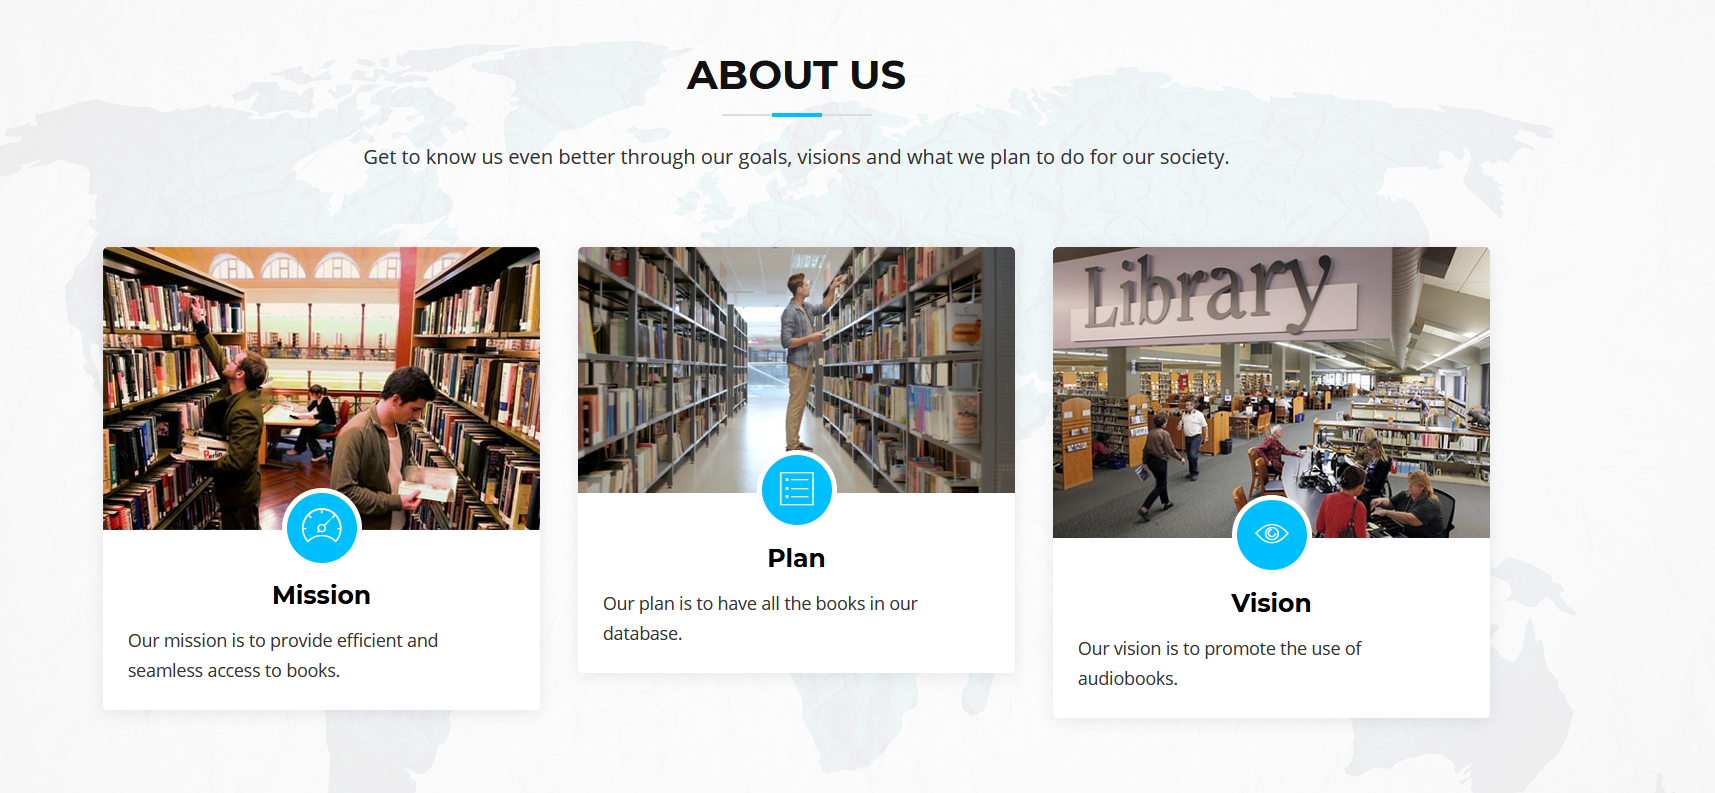 ABOUT US
Get to know us even better through our goals, visions and what we plan to do for our society.
Berlin
Mission
Our mission is to provide efficient and
seamless access to books.
Plan
Our plan is to have all the books in our
database.
Library
Vision
Our vision is to promote the use of
audiobooks.